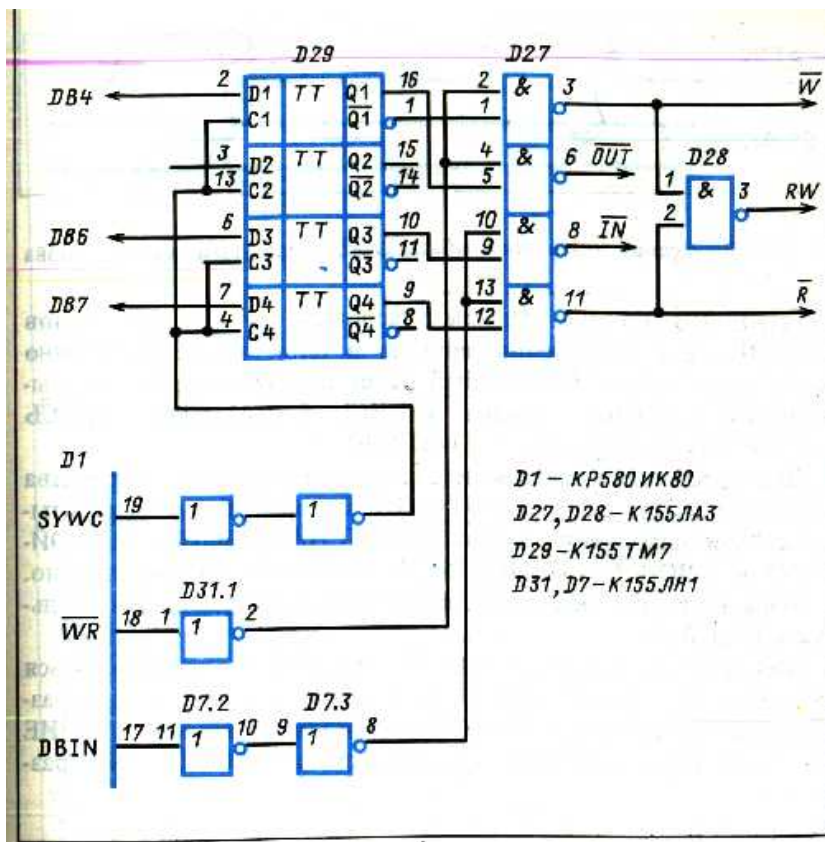 D29
D27
DB4
2
D1
TT
Q1
16
C1
Q1
1
3
D2
TT
Q2
15
13
C2
Q2
14
DB6
6
D3
TT
Q3
10
C3
Q3
11
DB7
7
D4
TT
Q4
9
4
C4
Q4
8
2
&
3
W
1
4
&
6
OUT
5
10
&
8
IN
9
13
&
11
R
12
D28
1
&
3
RW
2
D1
SYWC
19
1
1
D31.1
WR
18
1
1
2
D7.2
D7.3
DBIN
17
11
1
10
9
1
8
D1 – КР580ИК80
D27, D28 – К155ЛА3
D29 – К155ТМ7
D31, D7 – К155ЛН1